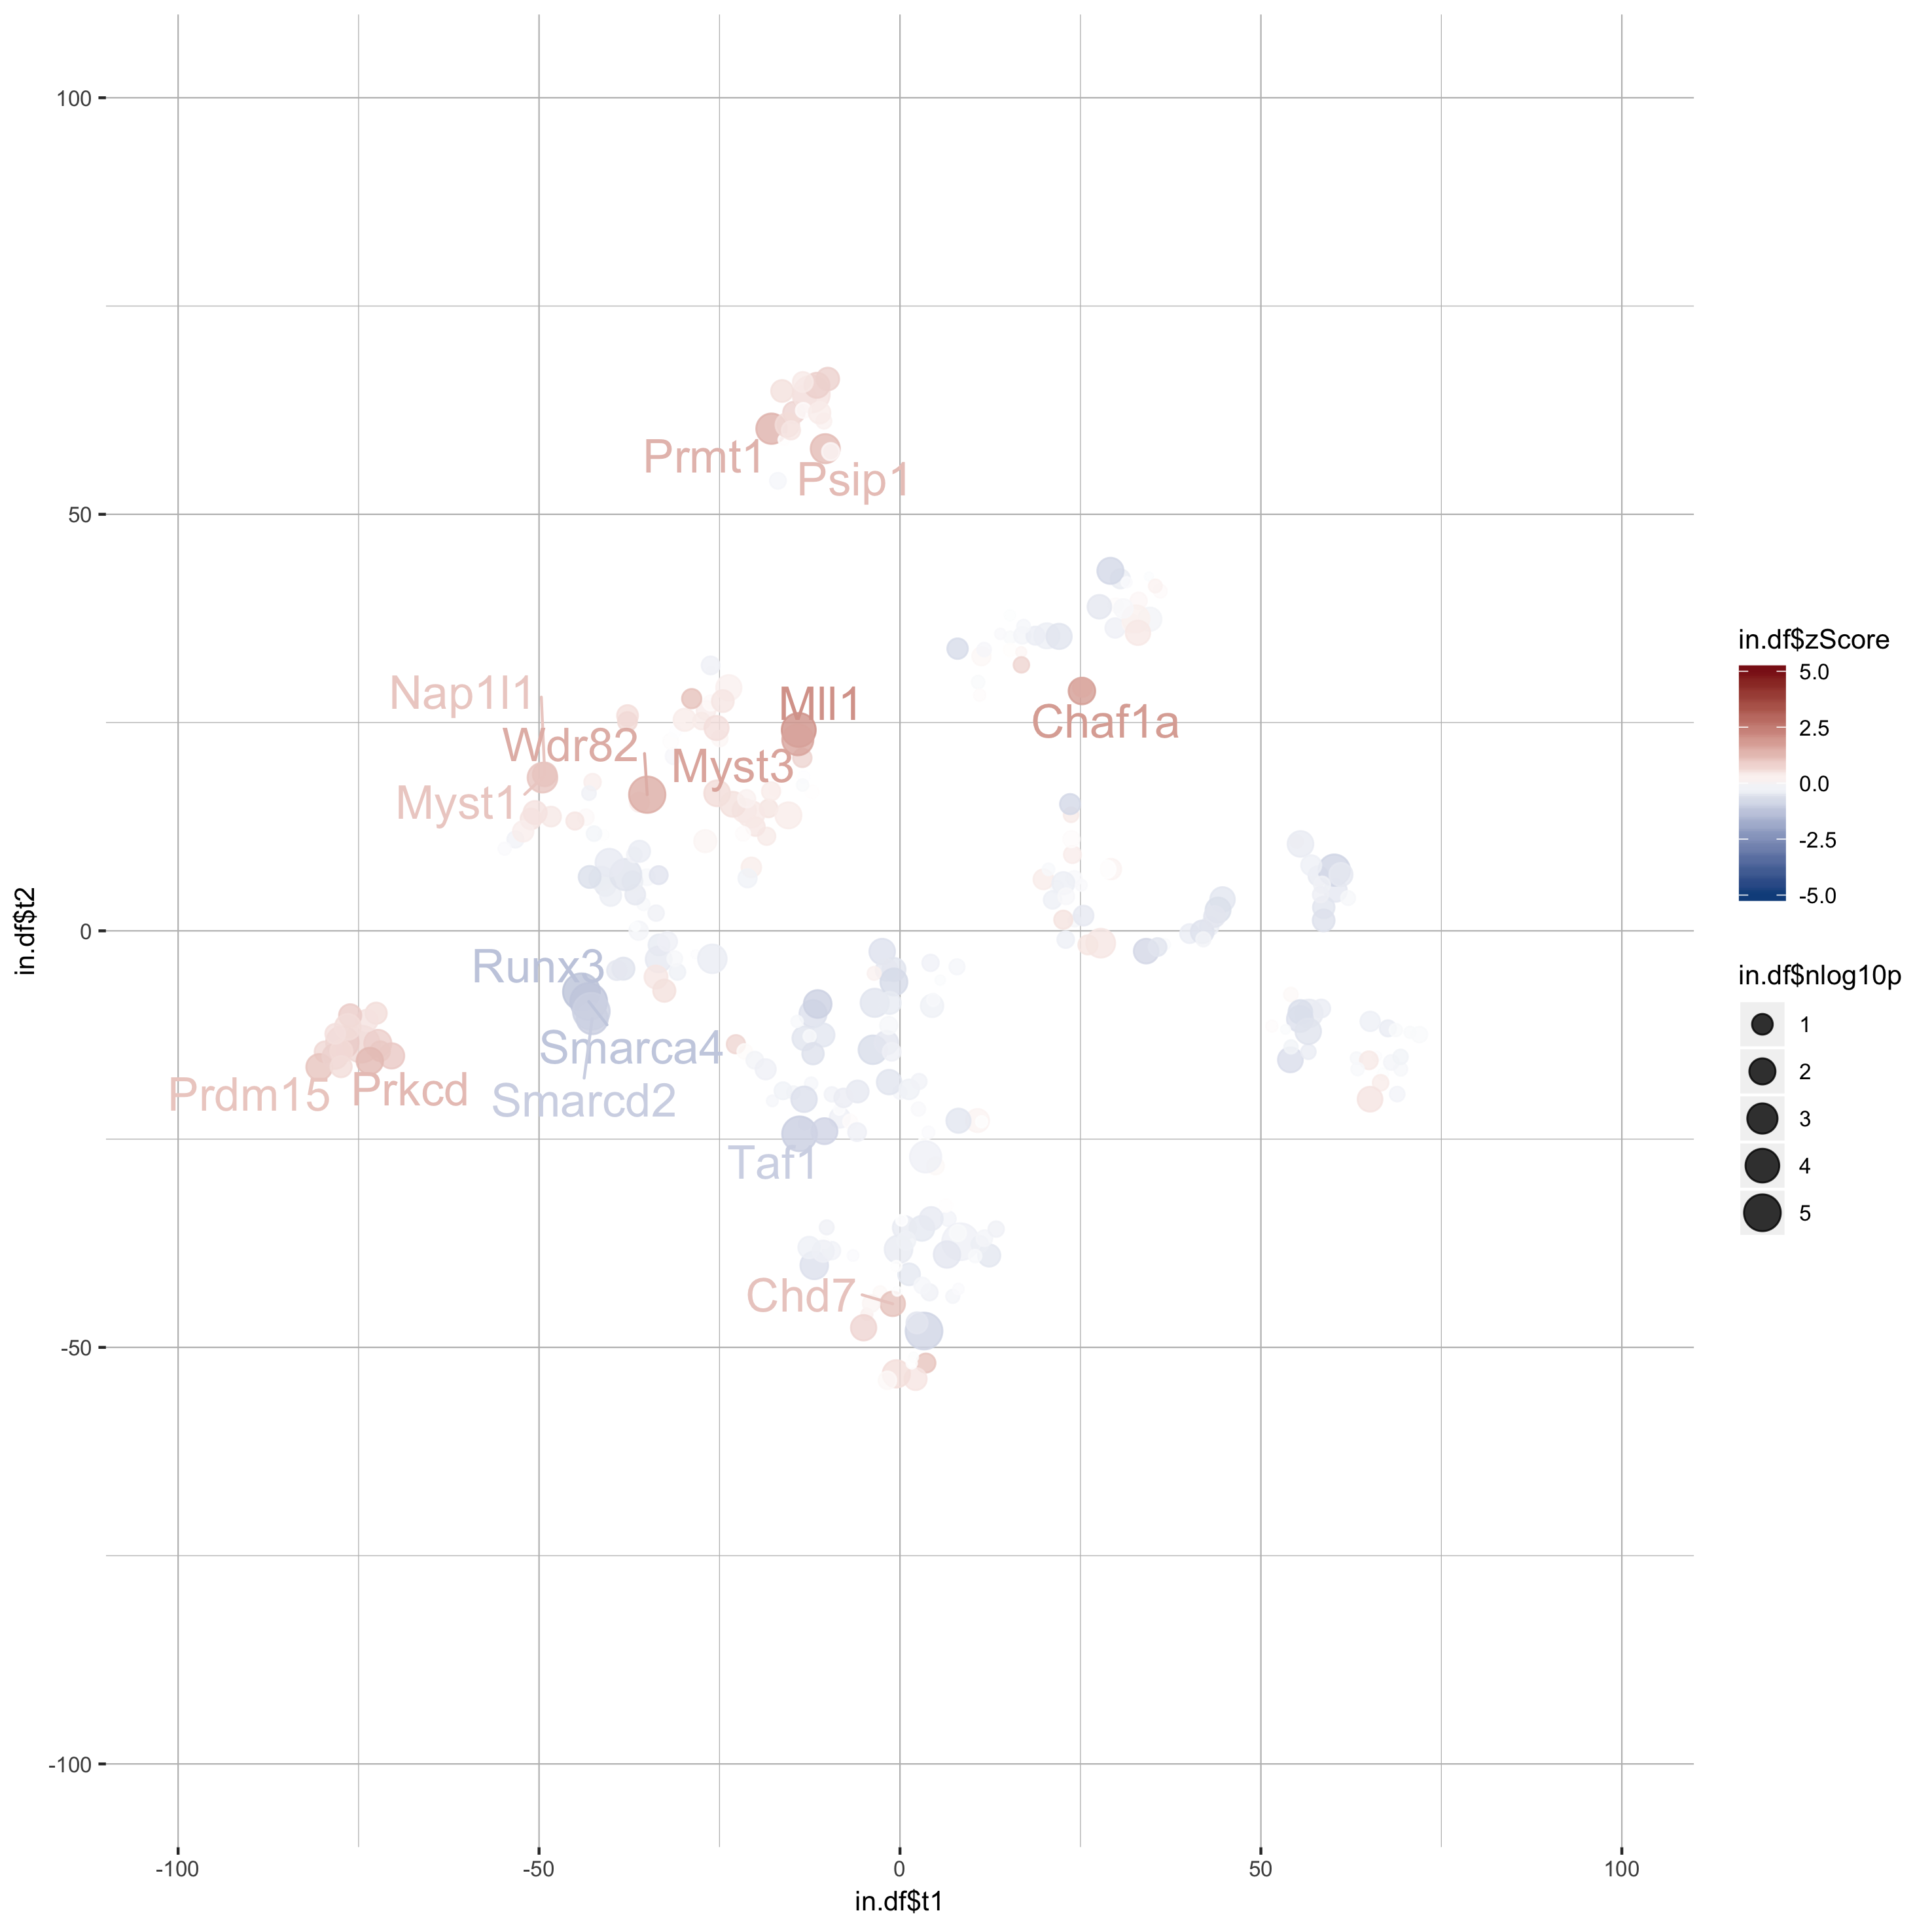 100
50
0
-50
-100
in.df$t2
Prmt1
Psip1
Nap1l1
Mll1
Wdr82
Chaf1a
Myst3
Myst1
Runx3
Smarca4
Prdm15
Prkcd
Smarcd2
Taf1
Chd7
-100
-50
0
50
100
in.df$t1
in.df$zScore
5.0
2.5
0.0
-2.5
-5.0
in.df$nlog10p
1
2
3
4
5